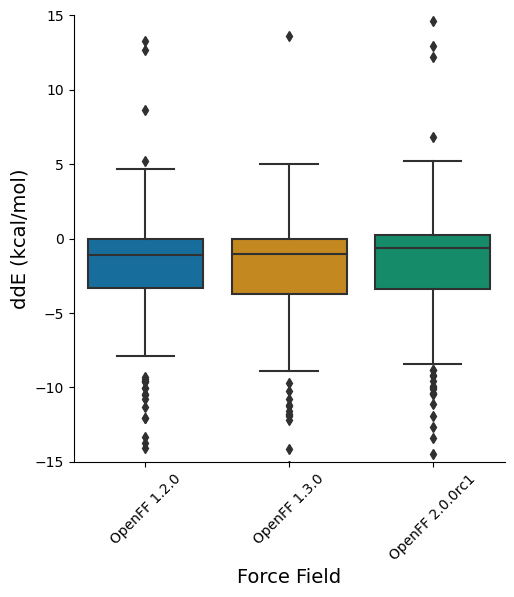 15
10
5
0
−5
−10
−15
ddE (kcal/mol)
OpenFF 1.2.0
OpenFF 1.3.0
OpenFF 2.0.0rc1
Force Field